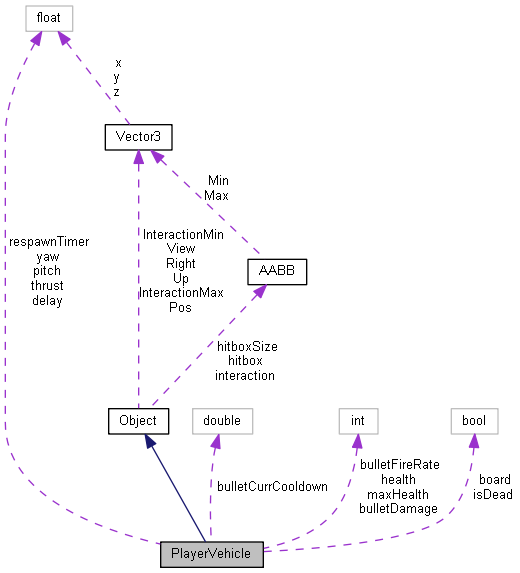 float
x
y
z
Vector3
Min
Max
respawnTimer
yaw
pitch
thrust
delay
InteractionMin
View
Right
Up
InteractionMax
Pos
AABB
hitboxSize
hitbox
interaction
Object
double
int
bool
bulletCurrCooldown
bulletFireRate
health
maxHealth
bulletDamage
board
isDead
PlayerVehicle